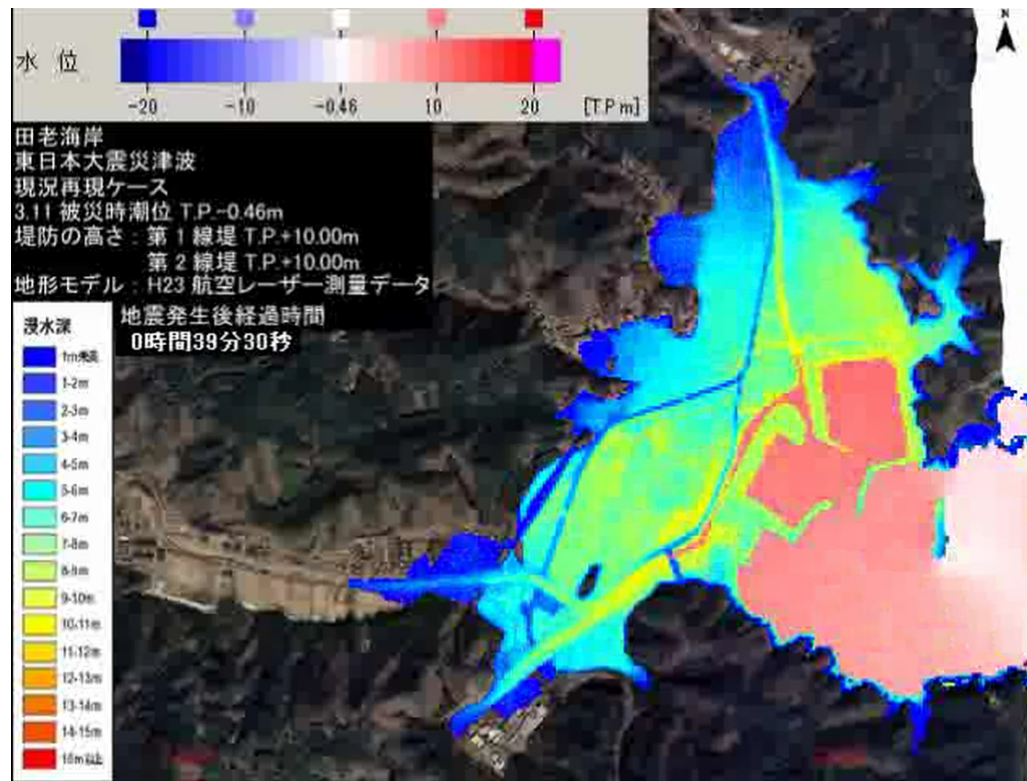 水 位
-20 -10 -0.46 10 20 [T.P.m]
N
田老海岸
東日本大震災津波
現況再現ケース
3.11 被災時潮位 T.P.-0.46m
堤防の高さ：第１線堤 T.P.+10.00m
第２線堤 T.P.+10.00m
地形モデル：H23 航空レーザー測量データ
地震発生後経過時間
0時間39分30秒
浸水深
1m未満
1-2m
2-3m
3-4m
4-5m
5-6m
6-7m
7-8m
8-9m
9-10m
10-11m
11-12m
12-13m
13-14m
14-15m